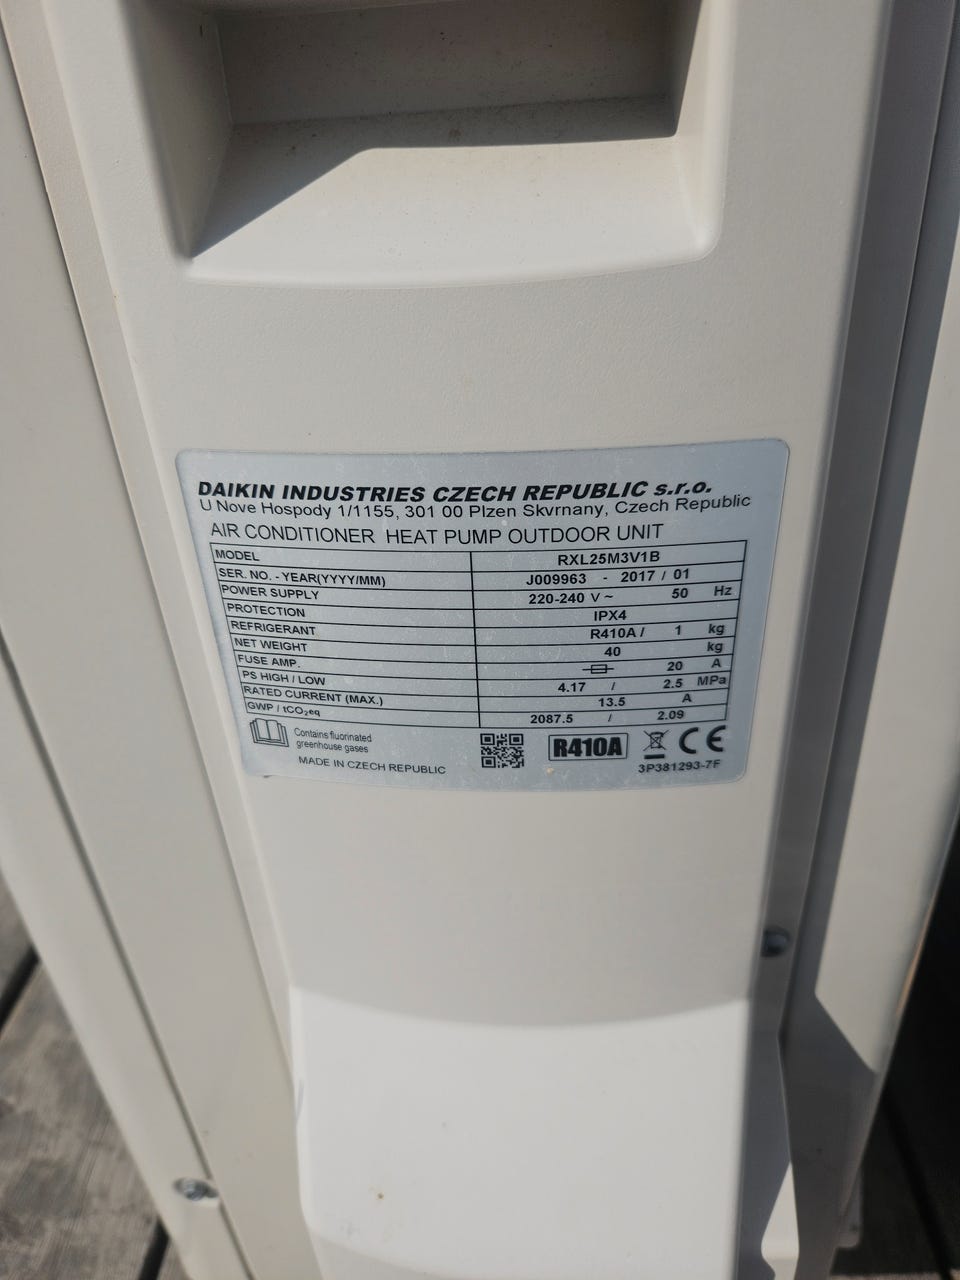 DAIKIN INDUSTRIES CZECH REPUBLIC s.r.o.
U Nove Hospody 1/1155, 301 00 Plzen Skvrnany, Czech Republic
AIR CONDITIONER HEAT PUMP OUTDOOR UNIT
MODEL RXL25M3V1B
SER. NO. - YEAR(YYYY/MM) J009963 - 2017 / 01
POWER SUPPLY 220-240 V ~ 50 Hz
PROTECTION IPX4
REFRIGERANT R410A / 1 kg
NET WEIGHT 40 kg
FUSE AMP. 20 A
PS HIGH / LOW 4.17 / 2.5 MPa
RATED CURRENT (MAX.) 13.5 A
GWP / tCO₂eq 2087.5 / 2.09
Contains fluorinated
greenhouse gases
R410A CE
MADE IN CZECH REPUBLIC 3P381293-7F